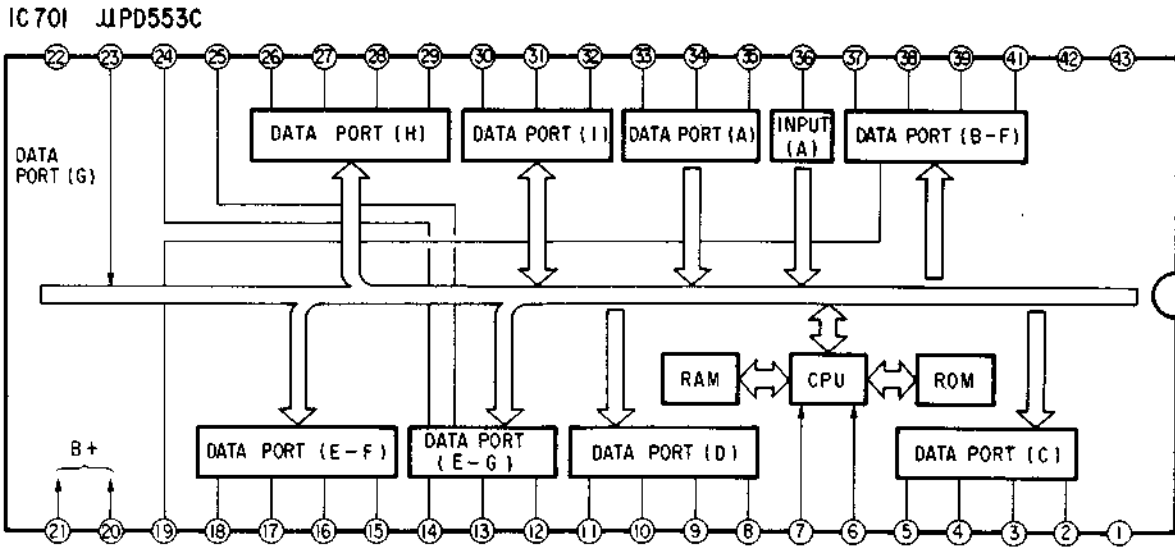 IC701 μPD553C
22 23 24 25 26 27 28 29 30 31 32 33 34 35 36 37 38 39 41 42 43
DATA PORT (H)
DATA PORT (I)
DATA PORT (A)
INPUT
(A)
DATA PORT (B-F)
DATA
PORT (G)
RAM
CPU
ROM
B+
DATA PORT (E-F)
DATA PORT
(E-G)
DATA PORT (D)
DATA PORT (C)
21 20 19 18 17 16 15 14 13 12 11 10 9 8 7 6 5 4 3 2 1